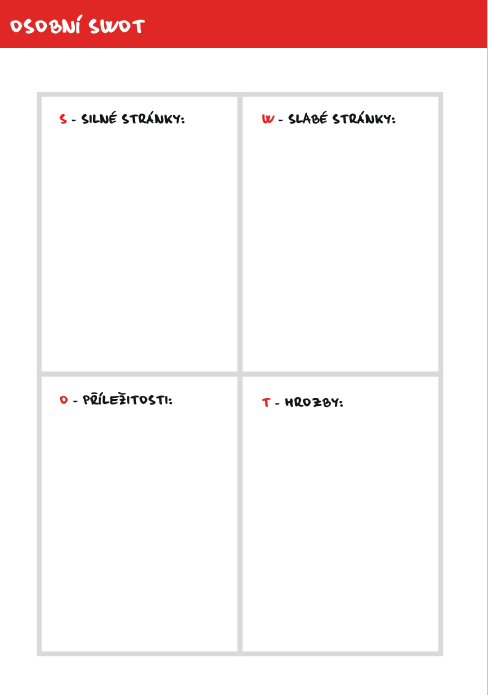 OSOBNÍ SWOT
S - SILNÉ STRÁNKY:
W - SLABÉ STRÁNKY:
O - PŘÍLEŽITOSTI:
T - HROZBY: